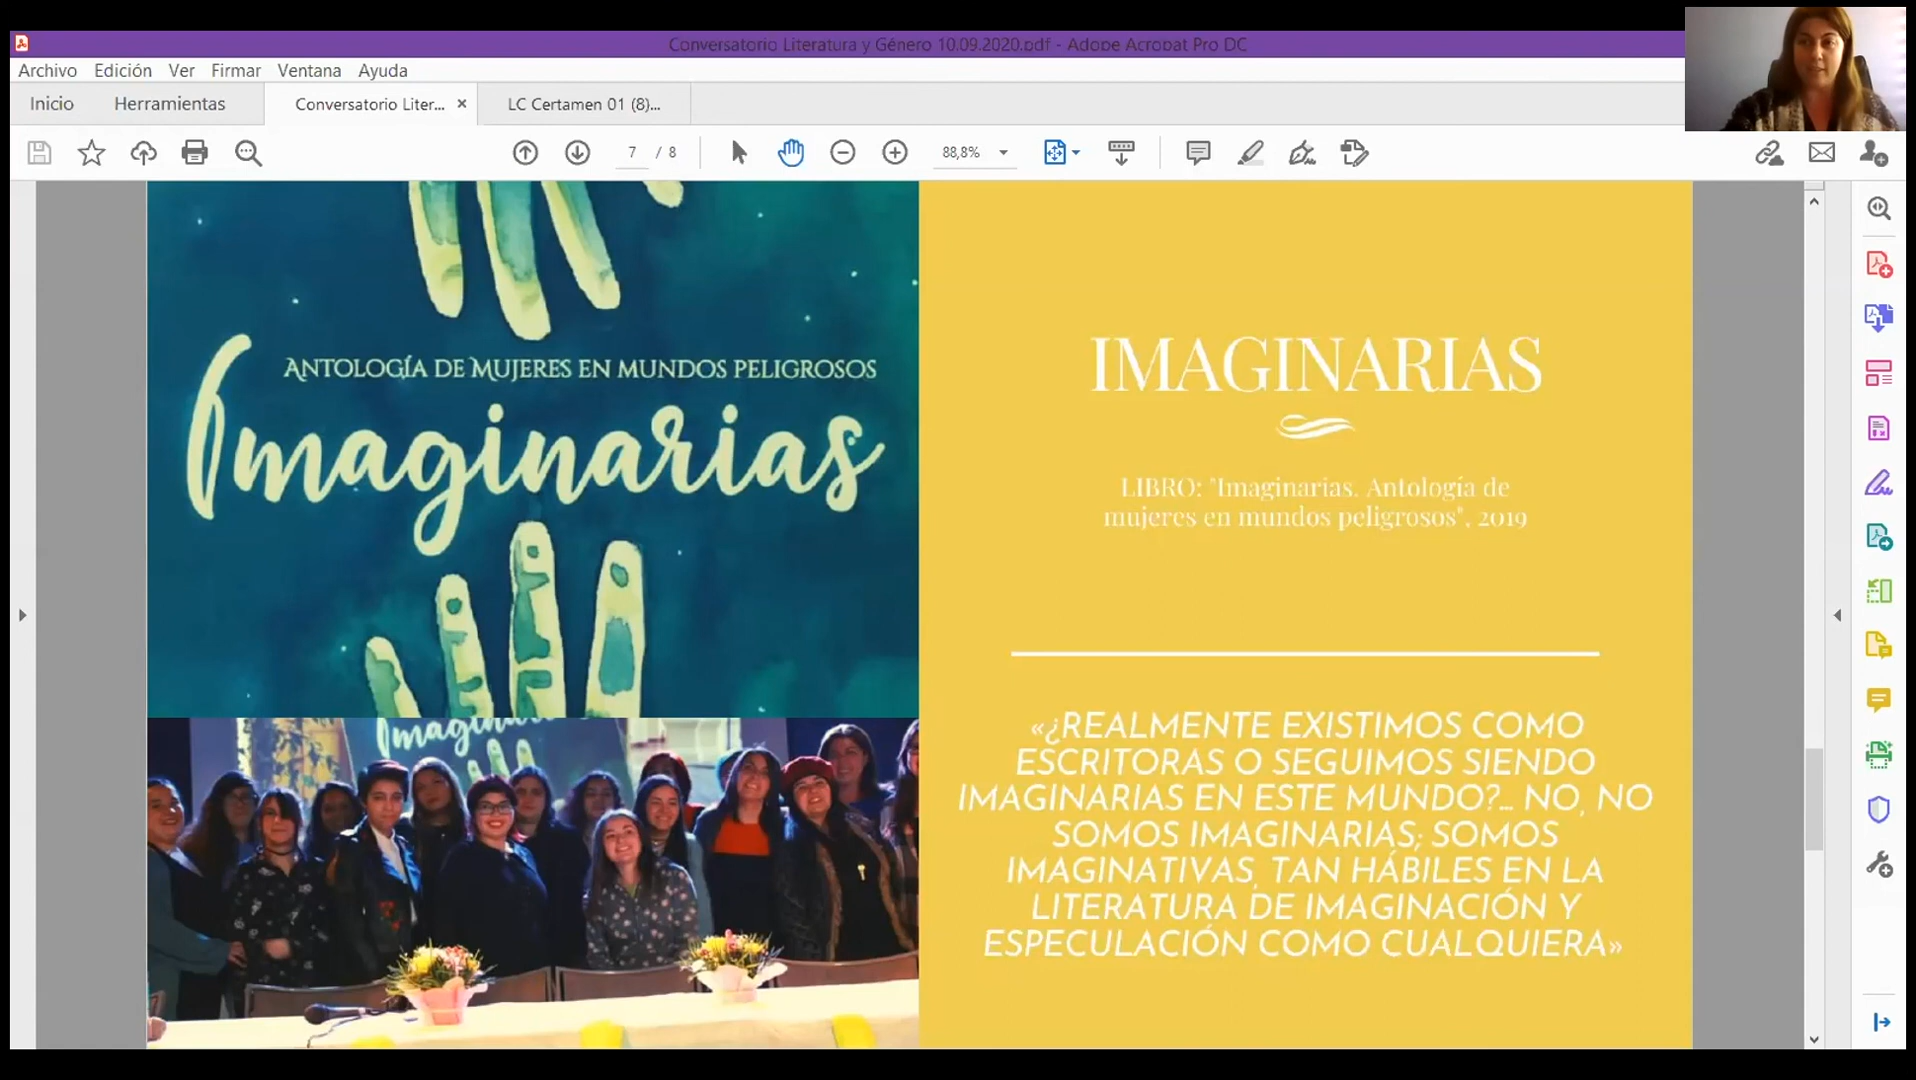 Conversatorio Literatura y Género 10.09.2020.pdf - Adobe Acrobat Pro DC
Archivo Edición Ver Firmar Ventana Ayuda
Inicio Herramientas Conversatorio Liter... × LC Certamen 01 (8)...
7 / 8 88,8%
ANTOLOGÍA DE MUJERES EN MUNDOS PELIGROSOS
Imaginarias
Imaginari
IMAGINARIAS
LIBRO: "Imaginarias. Antología de
mujeres en mundos peligrosos", 2019
«¿REALMENTE EXISTIMOS COMO
ESCRITORAS O SEGUIMOS SIENDO
IMAGINARIAS EN ESTE MUNDO?... NO, NO
SOMOS IMAGINARIAS; SOMOS
IMAGINATIVAS, TAN HÁBILES EN LA
LITERATURA DE IMAGINACIÓN Y
ESPECULACIÓN COMO CUALQUIERA»